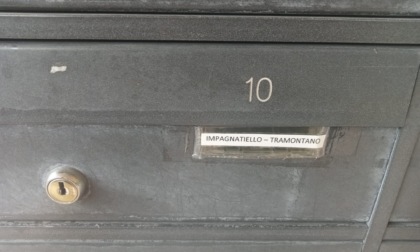 10
IMPAGNATIELLO – TRAMONTANO